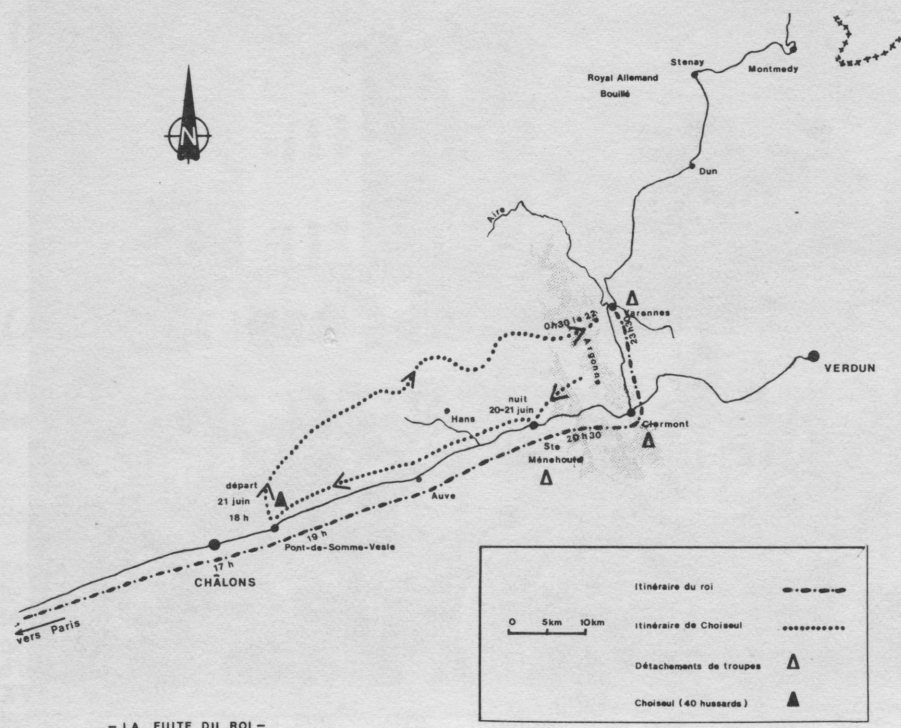 Stenay
Montmedy
Royal Allemand
Bouillé
N
Dun
Aire
Varennes
0h30 le 22
23h30
Argonne
VERDUN
nuit
20-21 juin
Hans
Clermont
20h30
Ste
Ménehould
départ
21 juin
18 h
Auve
Pont-de-Somme-Vesle
19 h
17 h
CHÂLONS
vers Paris
Itinéraire du roi
0 5km 10km
Itinéraire de Choiseul
Détachements de troupes
Choiseul (40 hussards)
– LA FUITE DU ROI –